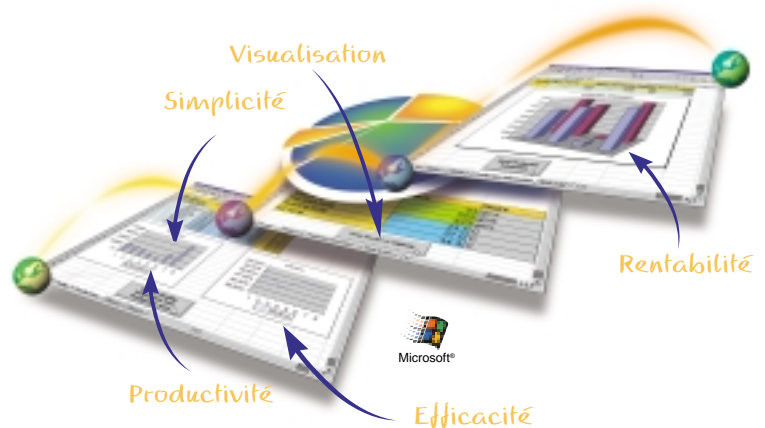 Visualisation
Simplicité
Rentabilité
Microsoft®
Productivité
Efficacité